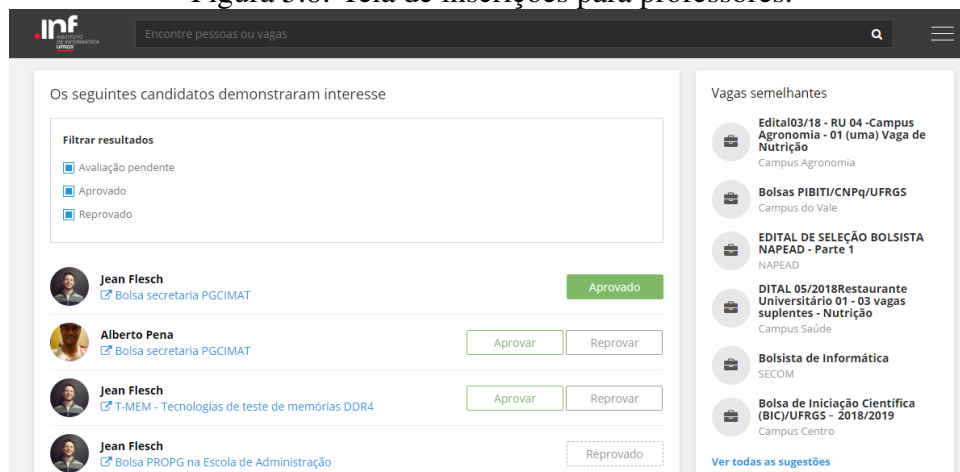 Figura 3.8: Tela de inscrições para professores.
inf
INSTITUTO
DE INFORMÁTICA
UFRGS
Encontre pessoas ou vagas
Os seguintes candidatos demonstraram interesse
Filtrar resultados
Avaliação pendente
Aprovado
Reprovado
Jean Flesch
Bolsa secretaria PGCIMAT
Aprovado
Alberto Pena
Bolsa secretaria PGCIMAT
Aprovar
Reprovar
Jean Flesch
T-MEM - Tecnologias de teste de memórias DDR4
Aprovar
Reprovar
Jean Flesch
Bolsa PROPG na Escola de Administração
Reprovado
Vagas semelhantes
Edital03/18 - RU 04 -Campus
Agronomia - 01 (uma) Vaga de
Nutrição
Campus Agronomia
Bolsas PIBITI/CNPq/UFRGS
Campus do Vale
EDITAL DE SELEÇÃO BOLSISTA
NAPEAD - Parte 1
NAPEAD
DITAL 05/2018Restaurante
Universitário 01 - 03 vagas
suplentes - Nutrição
Campus Saúde
Bolsista de Informática
SECOM
Bolsa de Iniciação Científica
(BIC)/UFRGS – 2018/2019
Campus Centro
Ver todas as sugestões